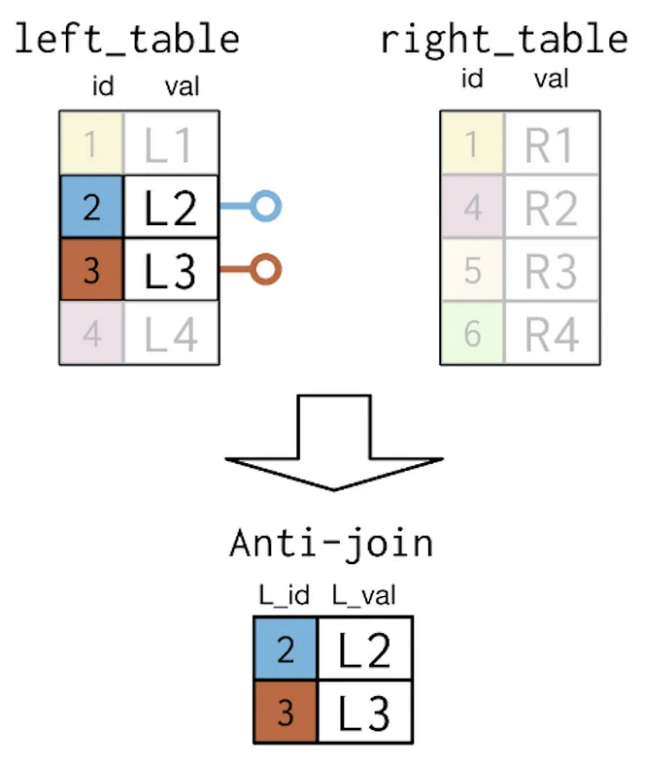 left_table
id val
1 L1
2 L2
3 L3
4 L4
right_table
id val
1 R1
4 R2
5 R3
6 R4
Anti-join
L_id L_val
2 L2
3 L3